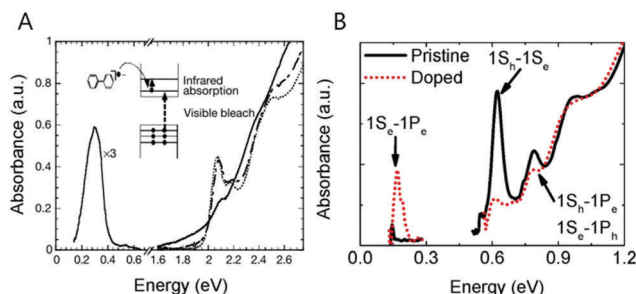 A
Absorbance (a.u.)
1
0.8
0.6
0.4
0.2
0
×3
Infrared
absorption
Visible bleach
0.2 0.4 0.6 1.6 1.8 2 2.2 2.4 2.6
Energy (eV)
B
Absorbance (a.u.)
Pristine
Doped
1Sₕ-1Sₑ
1Sₑ-1Pₑ
1Sₕ-1Pₑ
1Sₑ-1Pₕ
0.0 0.3 0.6 0.9 1.2
Energy (eV)